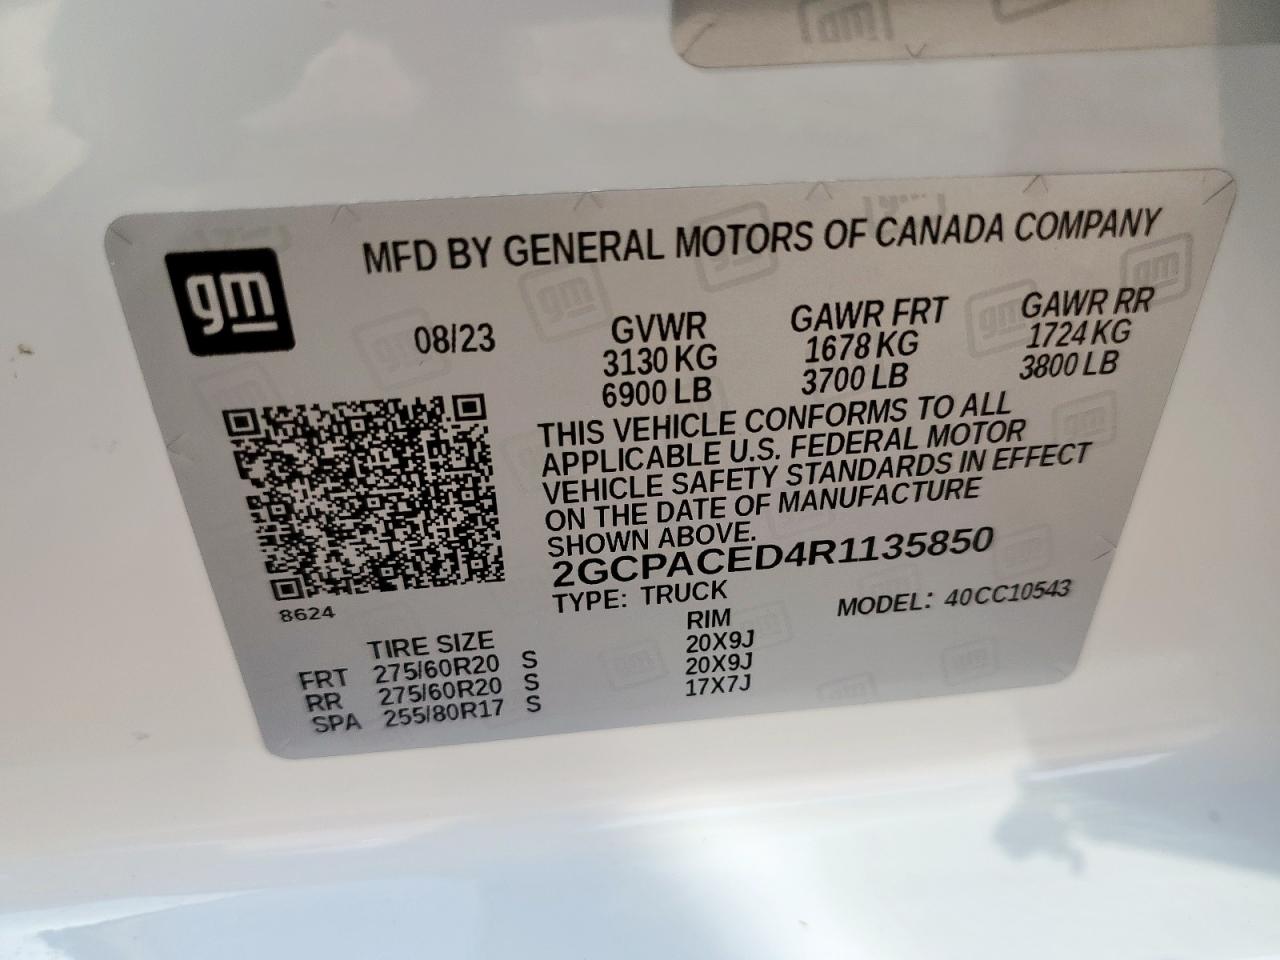 gm
MFD BY GENERAL MOTORS OF CANADA COMPANY
08/23
GVWR GAWR FRT GAWR RR
3130 KG 1678 KG 1724 KG
6900 LB 3700 LB 3800 LB
THIS VEHICLE CONFORMS TO ALL
APPLICABLE U.S. FEDERAL MOTOR
VEHICLE SAFETY STANDARDS IN EFFECT
ON THE DATE OF MANUFACTURE
SHOWN ABOVE.
2GCPACED4R1135850
TYPE: TRUCK MODEL: 40CC10543
8624
TIRE SIZE RIM
FRT 275/60R20 S 20X9J
RR 275/60R20 S 20X9J
SPA 255/80R17 S 17X7J